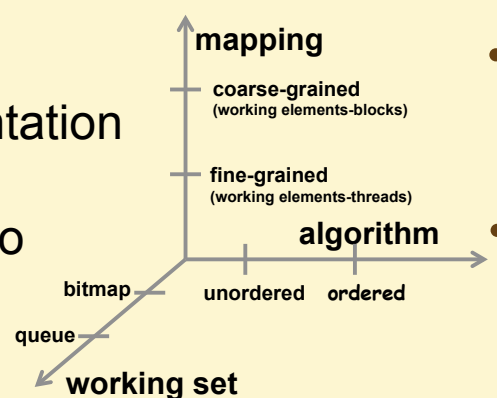 mapping
coarse-grained
(working elements-blocks)
fine-grained
(working elements-threads)
algorithm
unordered ordered
bitmap
queue
working set